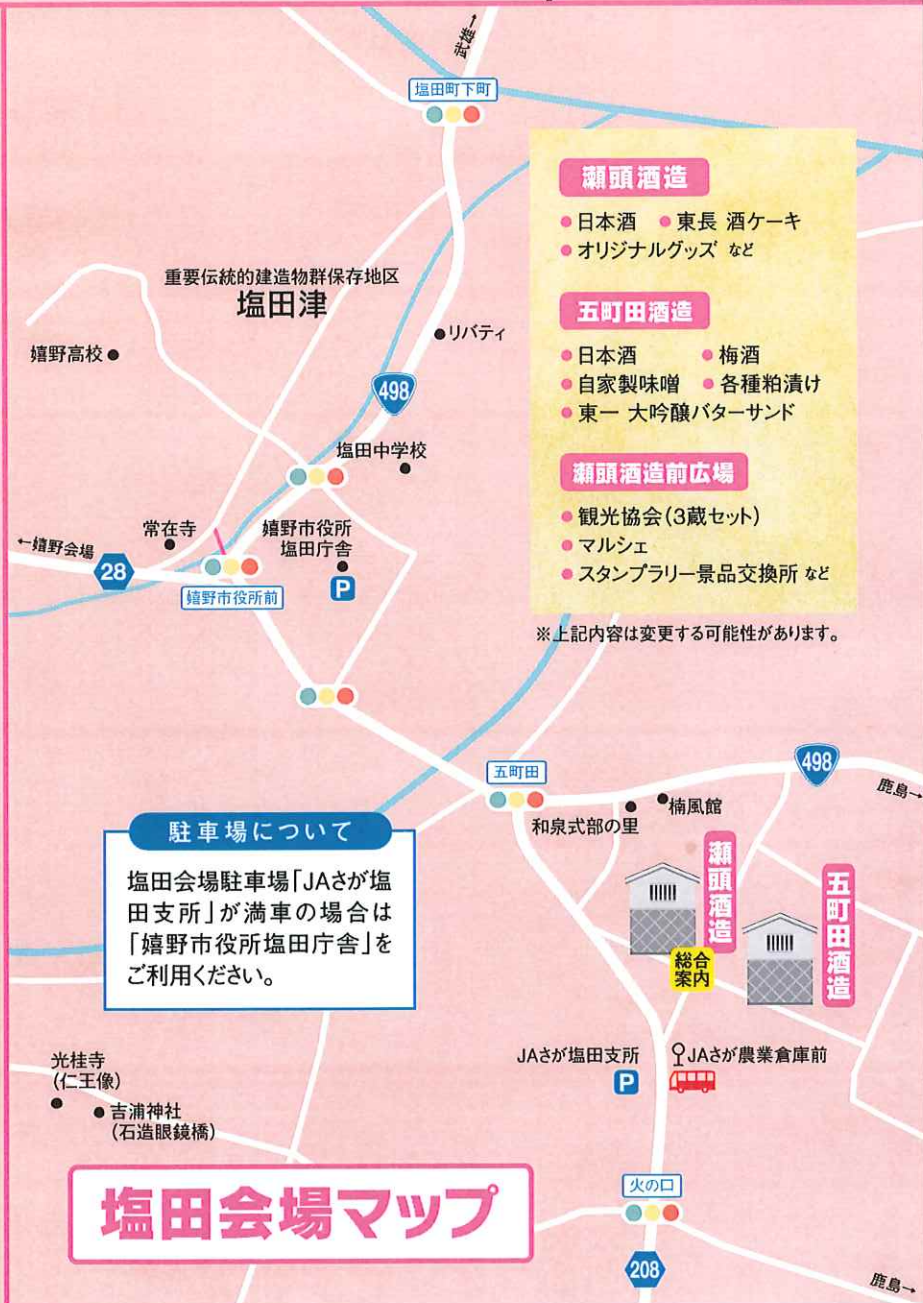 武雄→
塩田町下町
瀬頭酒造
●日本酒 ●東長 酒ケーキ
●オリジナルグッズ など
五町田酒造
●日本酒 ●梅酒
●自家製味噌 ●各種粕漬け
●東一 大吟醸バターサンド
瀬頭酒造前広場
●観光協会(3蔵セット)
●マルシェ
●スタンプラリー景品交換所 など
※上記内容は変更する可能性があります。
重要伝統的建造物群保存地区
塩田津
嬉野高校
リバティ
498
塩田中学校
常在寺
嬉野市役所
塩田庁舎
P
←嬉野会場
28
嬉野市役所前
五町田
498
鹿島→
和泉式部の里
楠風館
駐車場について
塩田会場駐車場「JAさが塩
田支所」が満車の場合は
「嬉野市役所塩田庁舎」を
ご利用ください。
瀬頭酒造
五町田酒造
総合
案内
JAさが塩田支所
P
JAさが農業倉庫前
光桂寺
(仁王像)
吉浦神社
(石造眼鏡橋)
塩田会場マップ
火の口
208
鹿島→